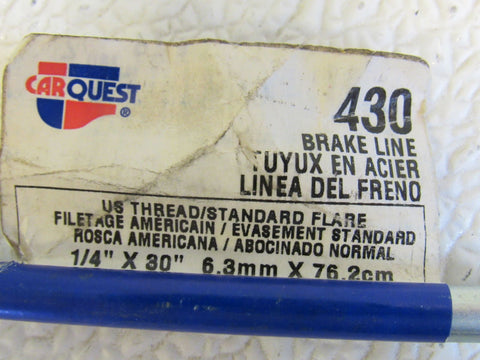 CARQUEST®
430
BRAKE LINE
TUYUX EN ACIER
LINEA DEL FRENO
US THREAD/STANDARD FLARE
FILETAGE AMERICAIN / EVASEMENT STANDARD
ROSCA AMERICANA / ABOCINADO NORMAL
1/4" X 30" 6.3mm X 76.2cm